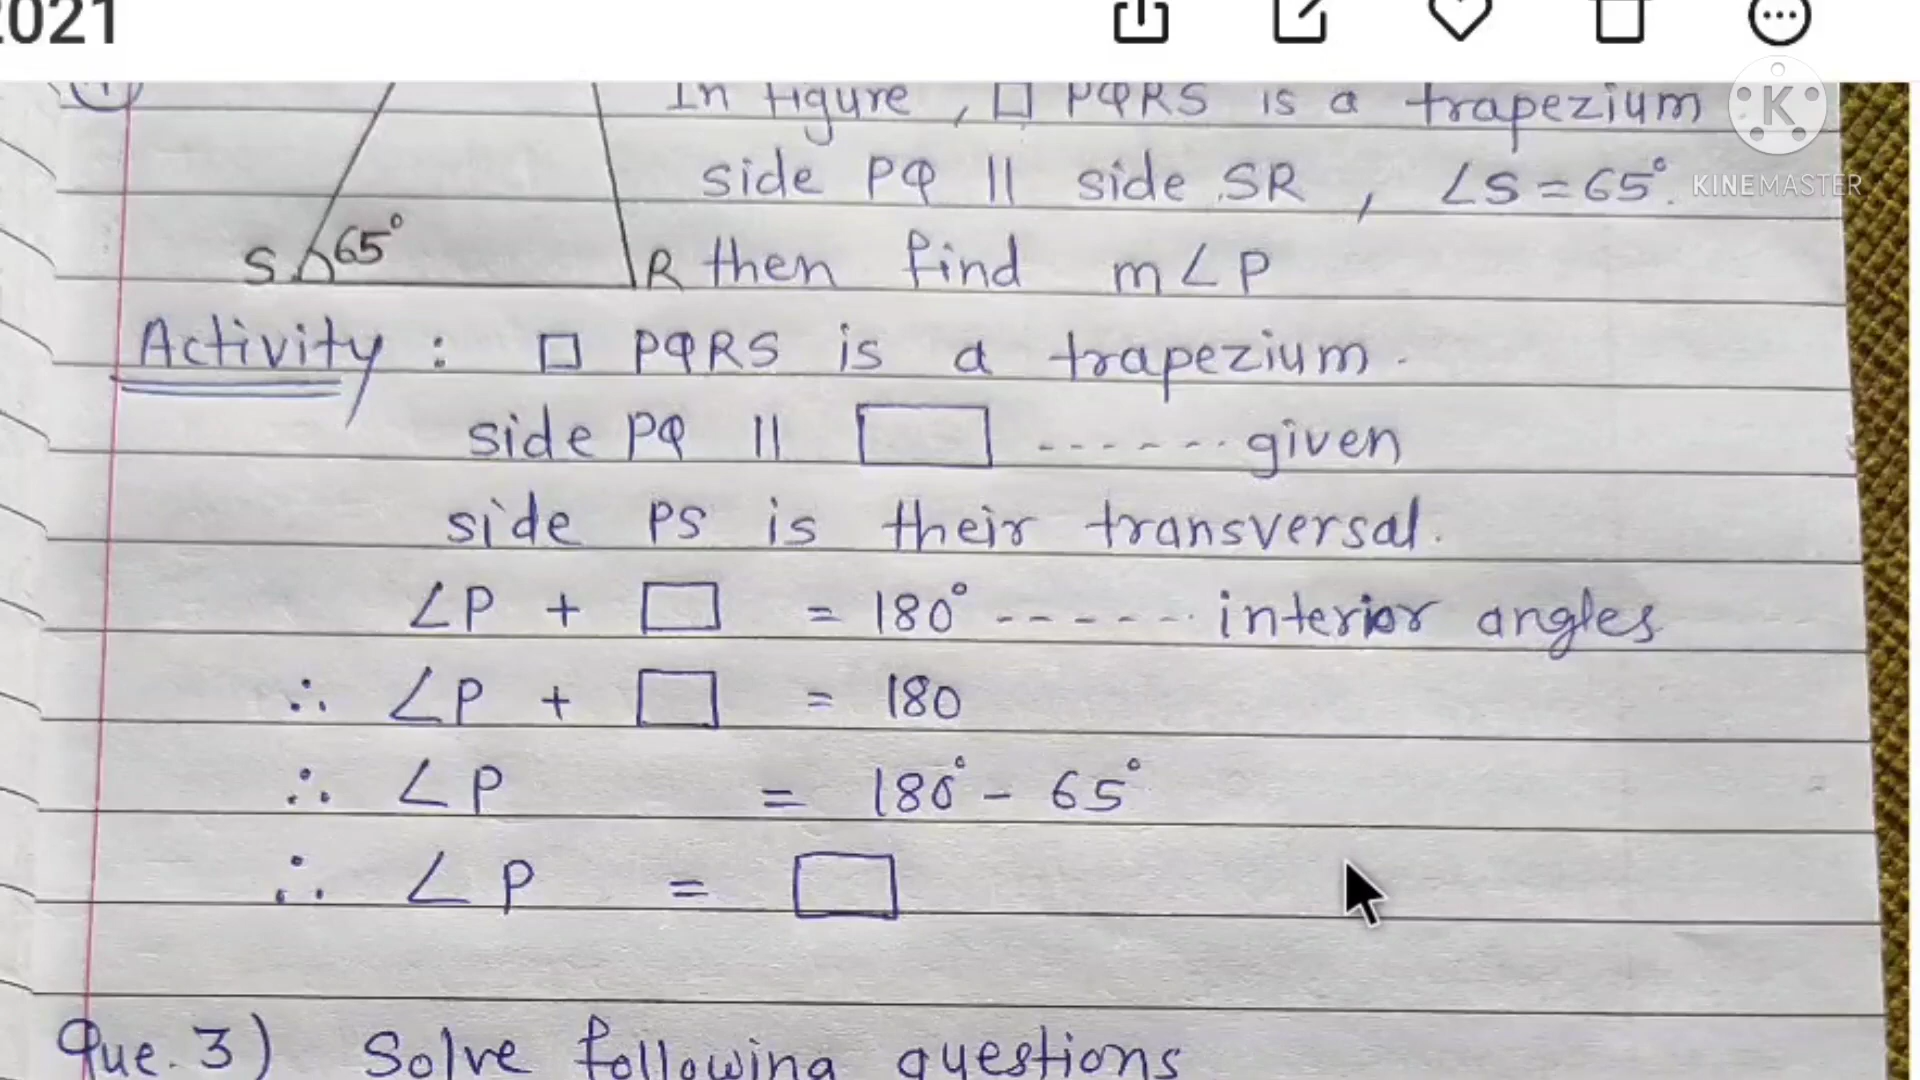 2021
In figure, □ PQRS is a trapezium
side PQ || side SR, ∠S = 65°.
KINEMASTER
S 65° R then find m∠P
Activity : □ PQRS is a trapezium.
side PQ || □ ------ given
side PS is their transversal.
∠P + □ = 180° ------ interior angles
∴ ∠P + □ = 180
∴ ∠P = 180° - 65°
∴ ∠P = □
Que. 3) Solve following questions